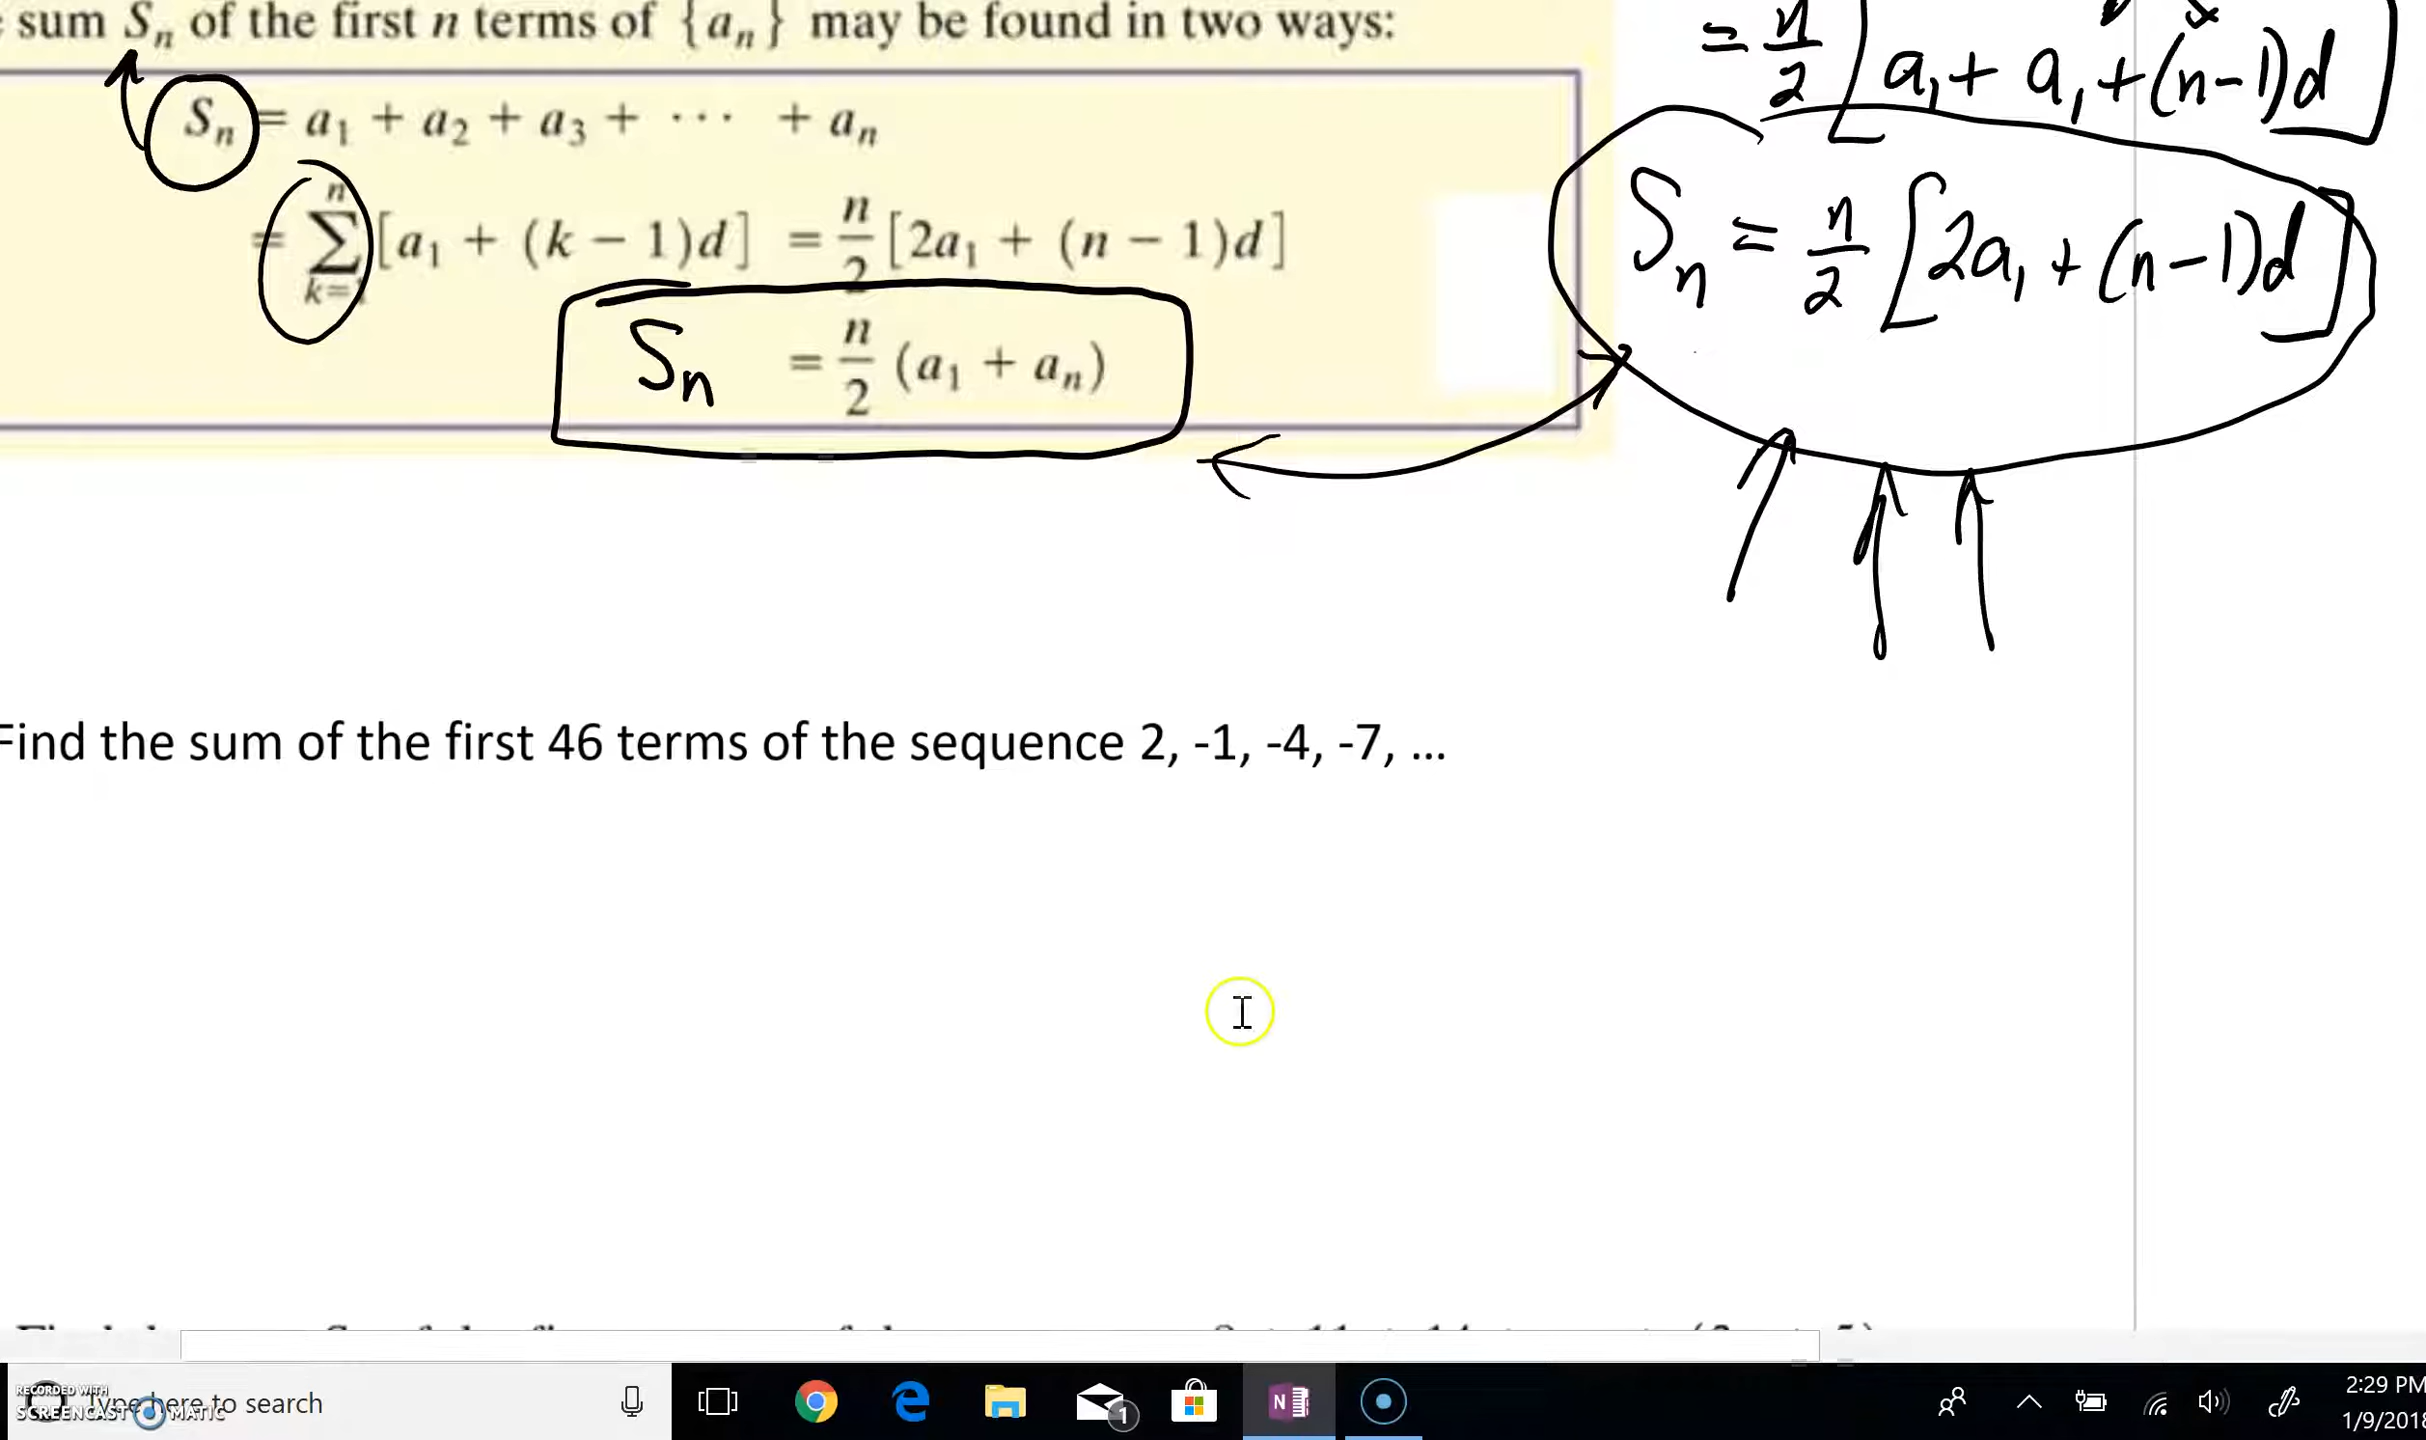 sum Sₙ of the first n terms of {aₙ} may be found in two ways:
= n/2 [a₁ + a₁ + (n-1)d]
Sₙ = a₁ + a₂ + a₃ + ··· + aₙ
= ∑ₖ₌₁ⁿ [a₁ + (k − 1)d] = n/2 [2a₁ + (n − 1)d]
Sₙ = n/2 [2a₁ + (n-1)d]
Sₙ = n/2 (a₁ + aₙ)
Find the sum of the first 46 terms of the sequence 2, -1, -4, -7, ...
RECORDED WITH
SCREENCAST MATIC
Type here to search
1
N
2:29 PM
1/9/2018